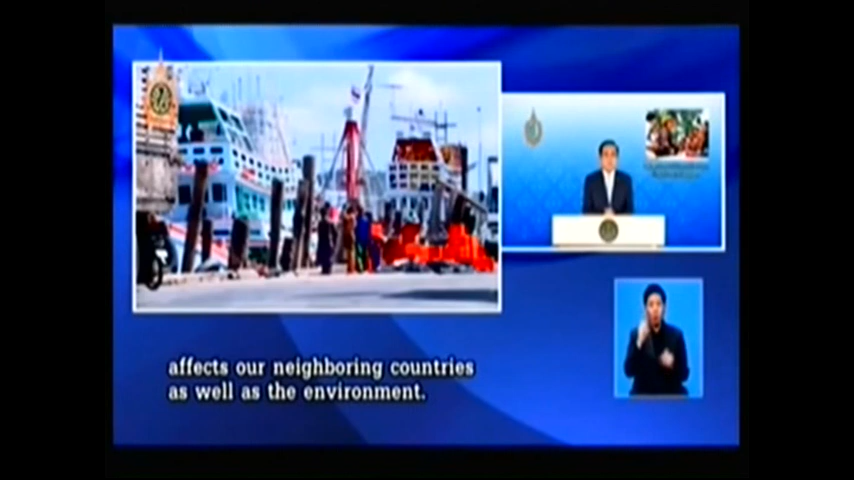 affects our neighboring countries
as well as the environment.